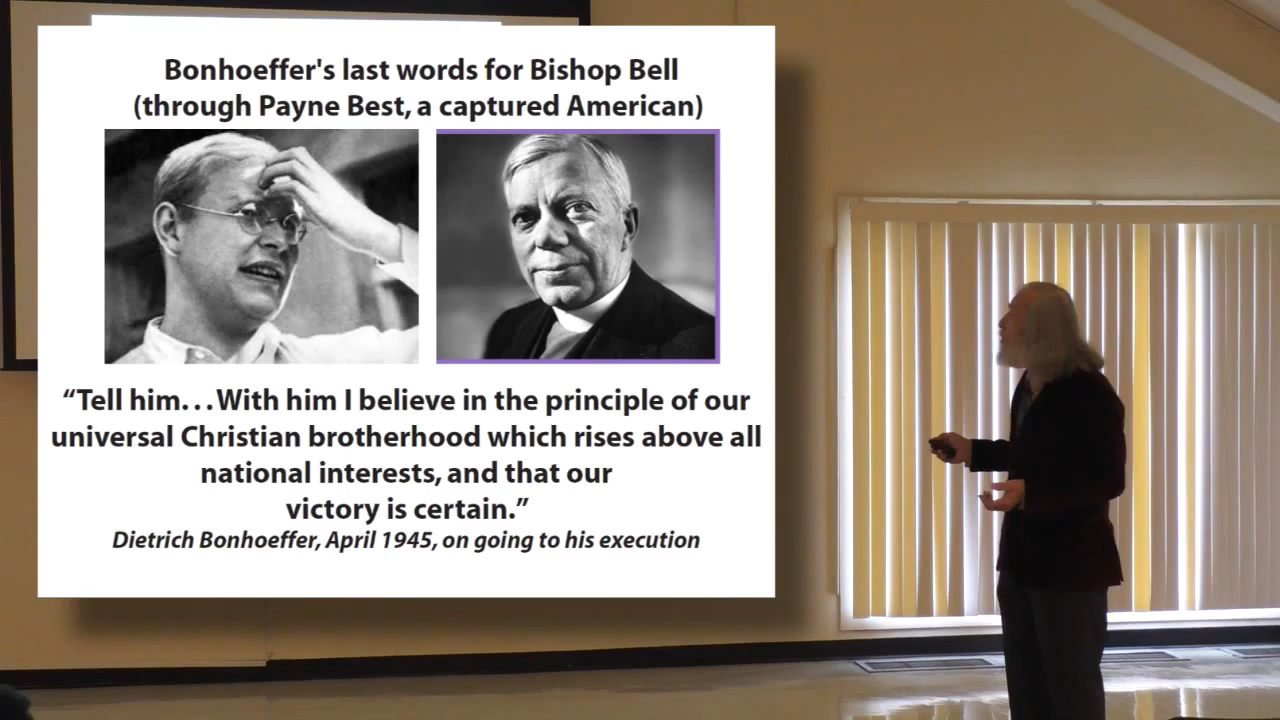 Bonhoeffer's last words for Bishop Bell
(through Payne Best, a captured American)
“Tell him. . . With him I believe in the principle of our
universal Christian brotherhood which rises above all
national interests, and that our
victory is certain.”
Dietrich Bonhoeffer, April 1945, on going to his execution